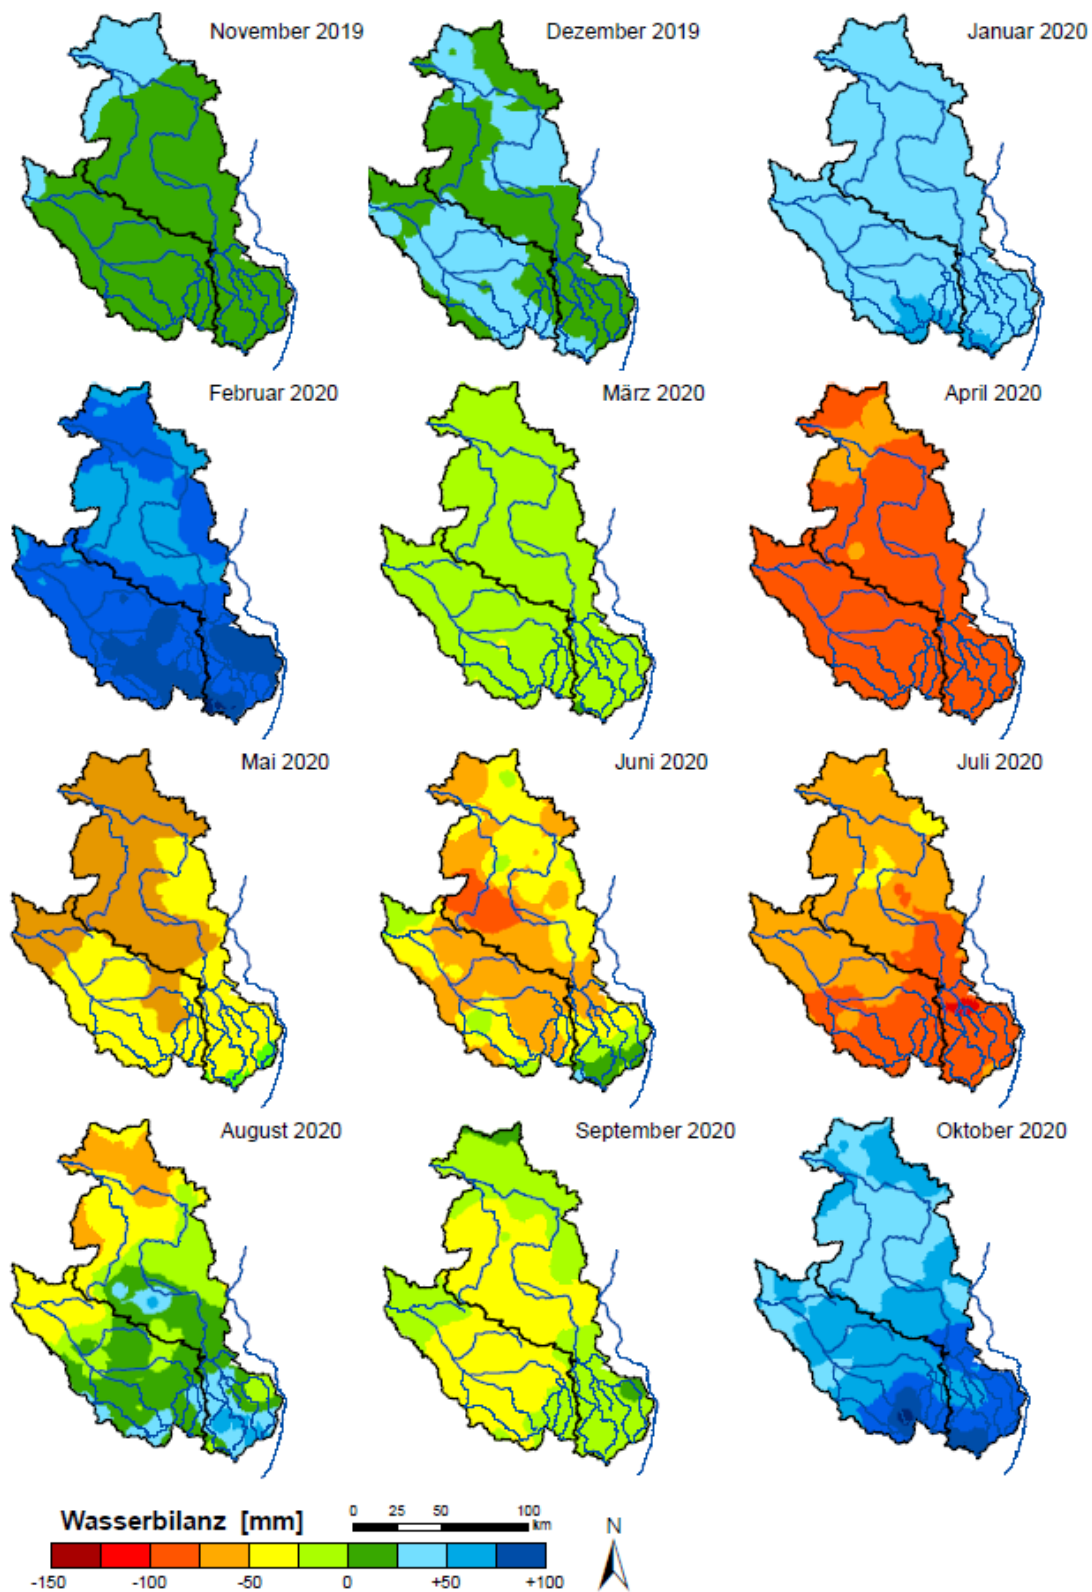 November 2019
Dezember 2019
Januar 2020
Februar 2020
März 2020
April 2020
Mai 2020
Juni 2020
Juli 2020
August 2020
September 2020
Oktober 2020
Wasserbilanz [mm]
0 25 50 100
km
N
-150 -100 -50 0 +50 +100